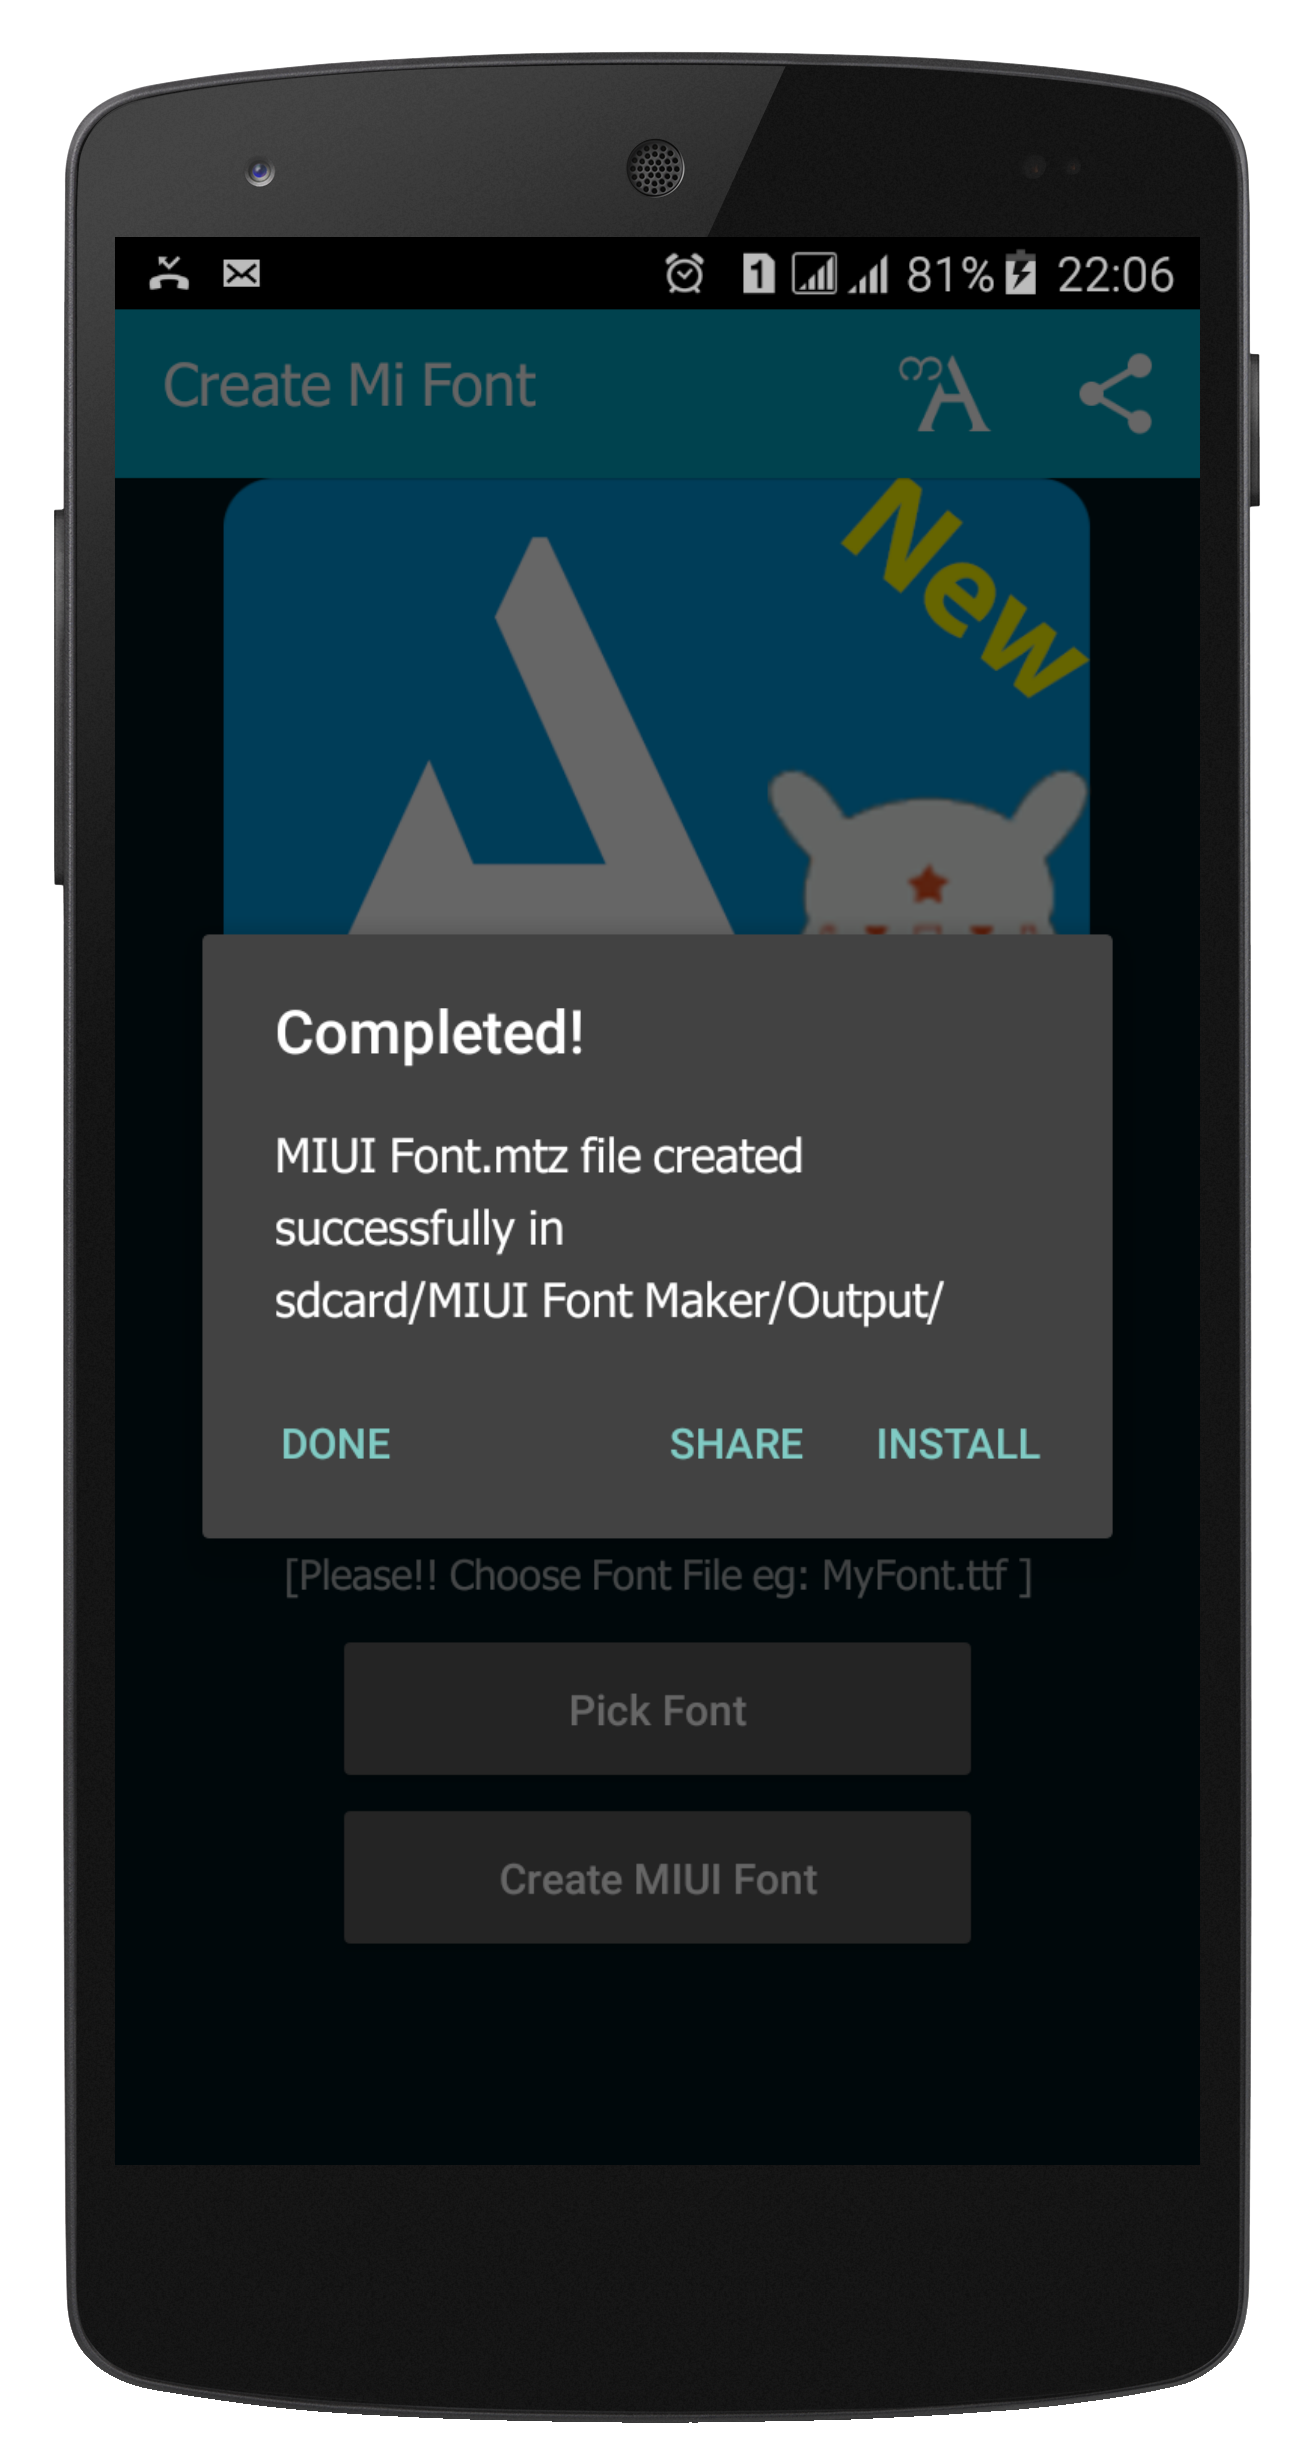 81% 22:06
Create Mi Font
New
Completed!
MIUI Font.mtz file created
successfully in
sdcard/MIUI Font Maker/Output/
DONE SHARE INSTALL
[Please!! Choose Font File eg: MyFont.ttf ]
Pick Font
Create MIUI Font